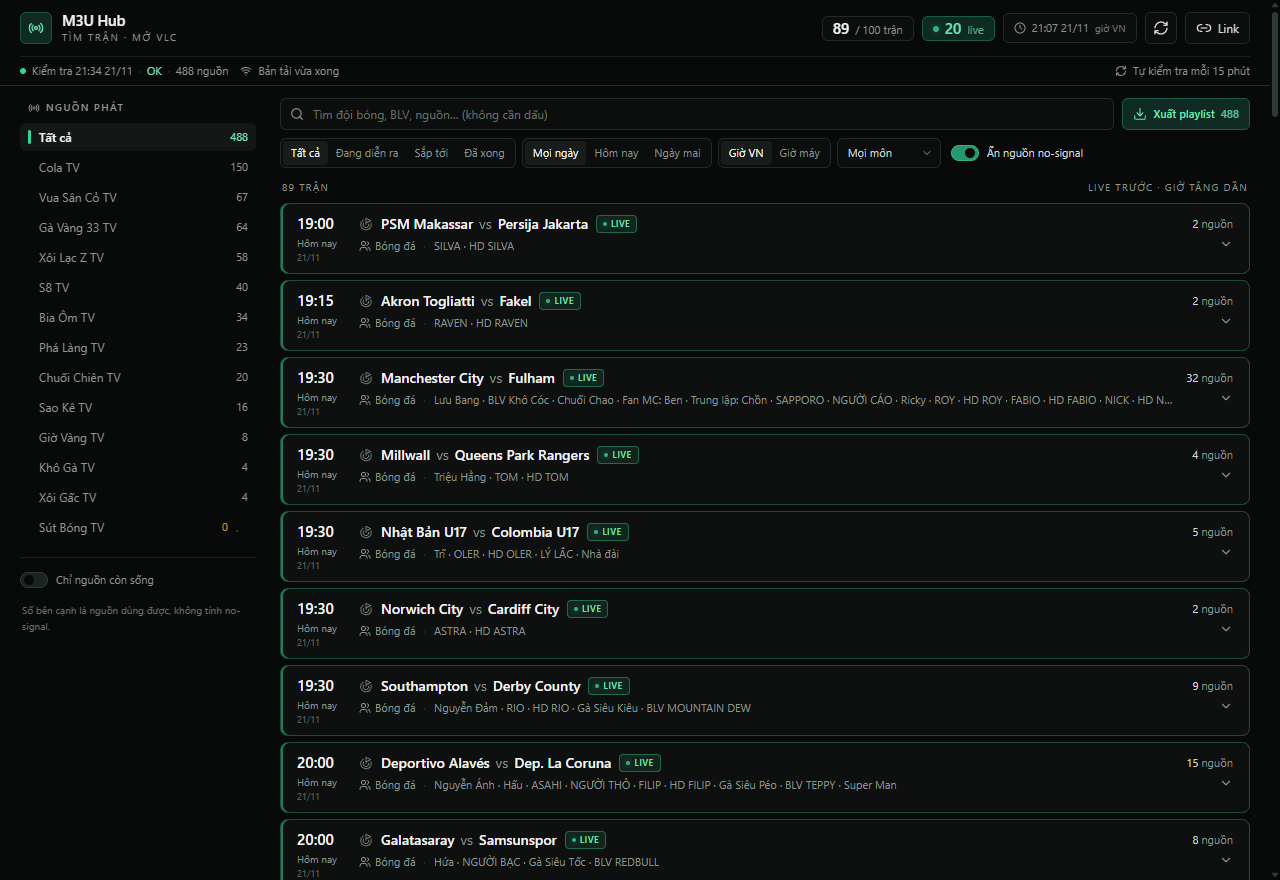 M3U Hub
TÌM TRẬN · MỞ VLC
89 / 100 trận
20 live
21:07 21/11 giờ VN
Link
Kiểm tra 21:34 21/11 · OK · 488 nguồn
Bản tải vừa xong
Tự kiểm tra mỗi 15 phút
NGUỒN PHÁT
Tất cả 488
Cola TV 150
Vua Sân Cỏ TV 67
Gà Vàng 33 TV 64
Xôi Lạc Z TV 58
S8 TV 40
Bia Ôm TV 34
Phá Làng TV 23
Chuối Chiên TV 20
Sao Kê TV 16
Giờ Vàng TV 8
Khô Gà TV 4
Xôi Gấc TV 4
Sút Bóng TV 0 .
Chỉ nguồn còn sống
Số bên cạnh là nguồn dùng được, không tính no-
signal.
Tìm đội bóng, BLV, nguồn... (không cần dấu)
Xuất playlist 488
Tất cả Đang diễn ra Sắp tới Đã xong
Mọi ngày Hôm nay Ngày mai
Giờ VN Giờ máy
Mọi môn
Ẩn nguồn no-signal
89 TRẬN
LIVE TRƯỚC · GIỜ TĂNG DẦN
19:00 PSM Makassar vs Persija Jakarta LIVE 2 nguồn
Hôm nay Bóng đá · SILVA · HD SILVA
21/11
19:15 Akron Togliatti vs Fakel LIVE 2 nguồn
Hôm nay Bóng đá · RAVEN · HD RAVEN
21/11
19:30 Manchester City vs Fulham LIVE 32 nguồn
Hôm nay Bóng đá · Lưu Bang · BLV Khô Cóc · Chuối Chao · Fan MC: Ben · Trung lập: Chồn · SAPPORO · NGƯỜI CÁO · Ricky · ROY · HD ROY · FABIO · HD FABIO · NICK · HD N...
21/11
19:30 Millwall vs Queens Park Rangers LIVE 4 nguồn
Hôm nay Bóng đá · Triệu Hằng · TOM · HD TOM
21/11
19:30 Nhật Bản U17 vs Colombia U17 LIVE 5 nguồn
Hôm nay Bóng đá · Trĩ · OLER · HD OLER · LÝ LẮC · Nhà đài
21/11
19:30 Norwich City vs Cardiff City LIVE 2 nguồn
Hôm nay Bóng đá · ASTRA · HD ASTRA
21/11
19:30 Southampton vs Derby County LIVE 9 nguồn
Hôm nay Bóng đá · Nguyễn Đảm · RIO · HD RIO · Gà Siêu Kiêu · BLV MOUNTAIN DEW
21/11
20:00 Deportivo Alavés vs Dep. La Coruna LIVE 15 nguồn
Hôm nay Bóng đá · Nguyễn Ánh · Hấu · ASAHI · NGƯỜI THỎ · FILIP · HD FILIP · Gà Siêu Péo · BLV TEPPY · Super Man
21/11
20:00 Galatasaray vs Samsunspor LIVE 8 nguồn
Hôm nay Bóng đá · Hứa · NGƯỜI BẠC · Gà Siêu Tốc · BLV REDBULL
21/11